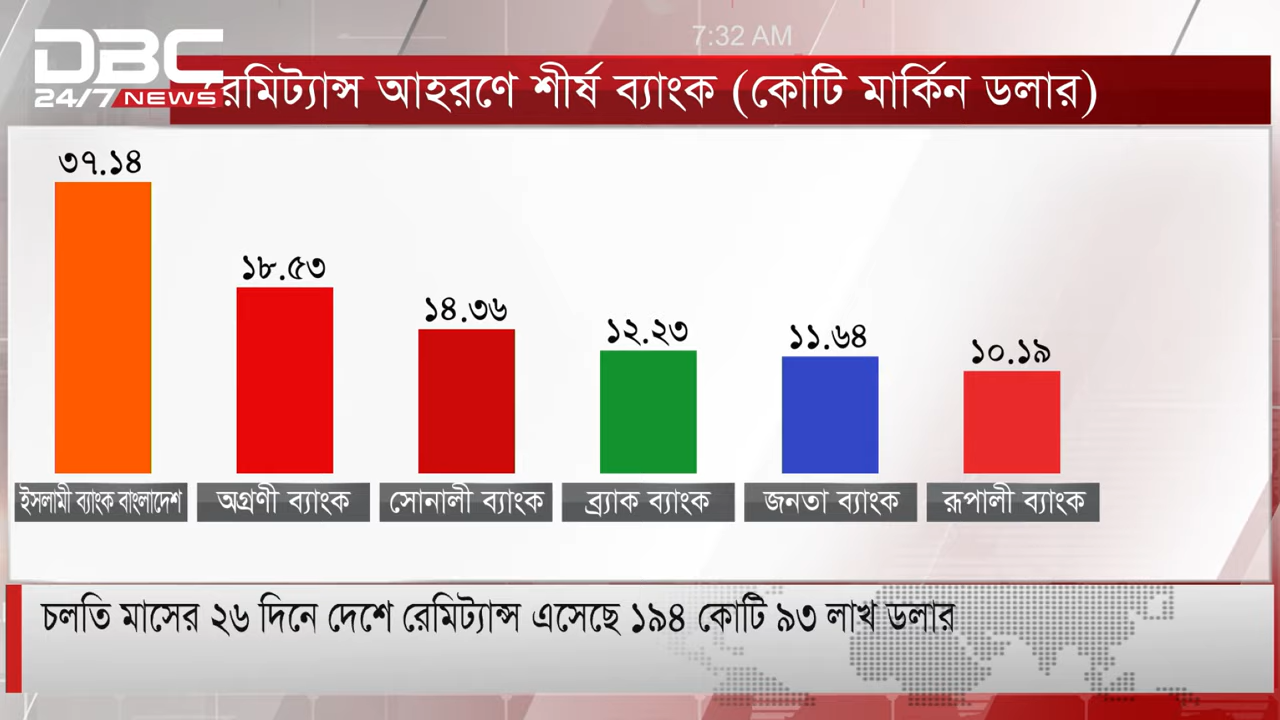 7:32 AM
DBC
24/7 NEWS
রেমিট্যান্স আহরণে শীর্ষ ব্যাংক (কোটি মার্কিন ডলার)
৩৭.১৪
১৮.৫৩
১৪.৩৬
১২.২৩
১১.৬৪
১০.১৯
ইসলামী ব্যাংক বাংলাদেশ
অগ্রণী ব্যাংক
সোনালী ব্যাংক
ব্র্যাক ব্যাংক
জনতা ব্যাংক
রূপালী ব্যাংক
চলতি মাসের ২৬ দিনে দেশে রেমিট্যান্স এসেছে ১৯৪ কোটি ৯৩ লাখ ডলার